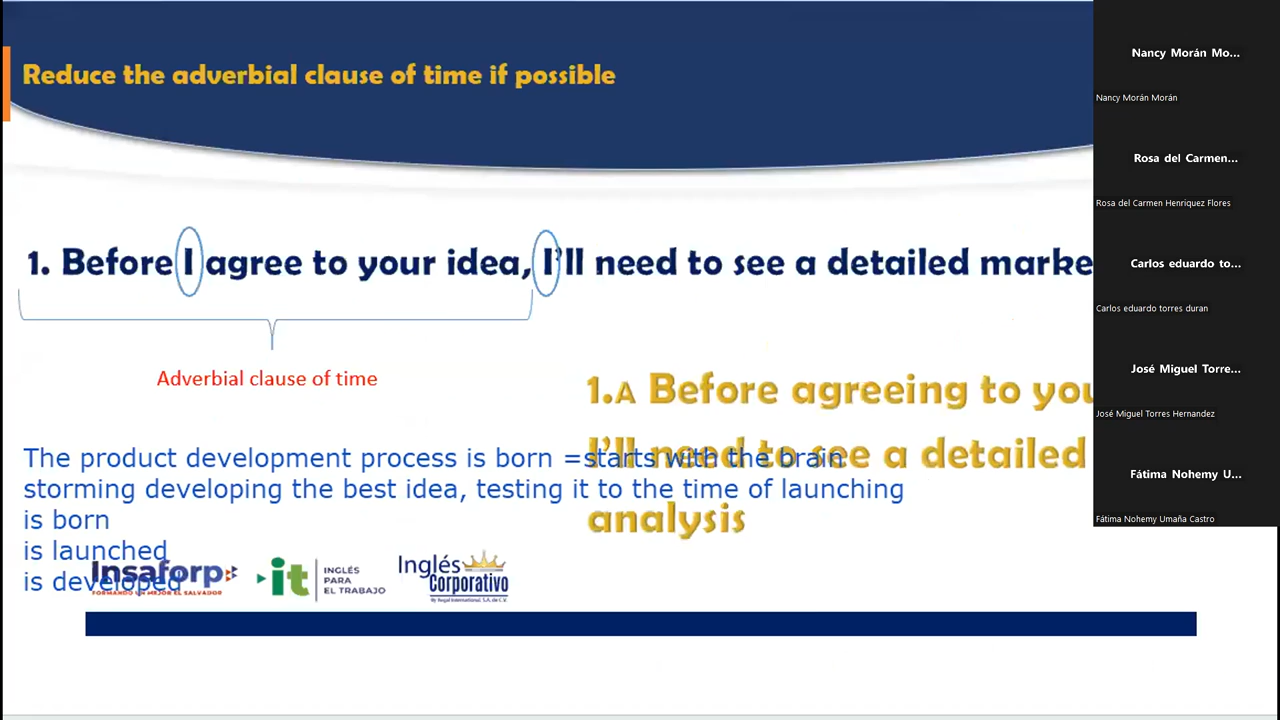 Reduce the adverbial clause of time if possible
1. Before I agree to your idea, I'll need to see a detailed marke
Adverbial clause of time
1.A Before agreeing to you
I'll need to see a detailed
analysis
The product development process is born =starts with the brain
storming developing the best idea, testing it to the time of launching
is born
is launched
is developed
Insaforp
FORMANDO UN MEJOR EL SALVADOR
it
INGLÉS
PARA
EL TRABAJO
Inglés
Corporativo
By Regal International, S.A. de C.V.
Nancy Morán Mo...
Nancy Morán Morán
Rosa del Carmen...
Rosa del Carmen Henriquez Flores
Carlos eduardo to...
Carlos eduardo torres duran
José Miguel Torre...
José Miguel Torres Hernandez
Fátima Nohemy U...
Fátima Nohemy Umaña Castro